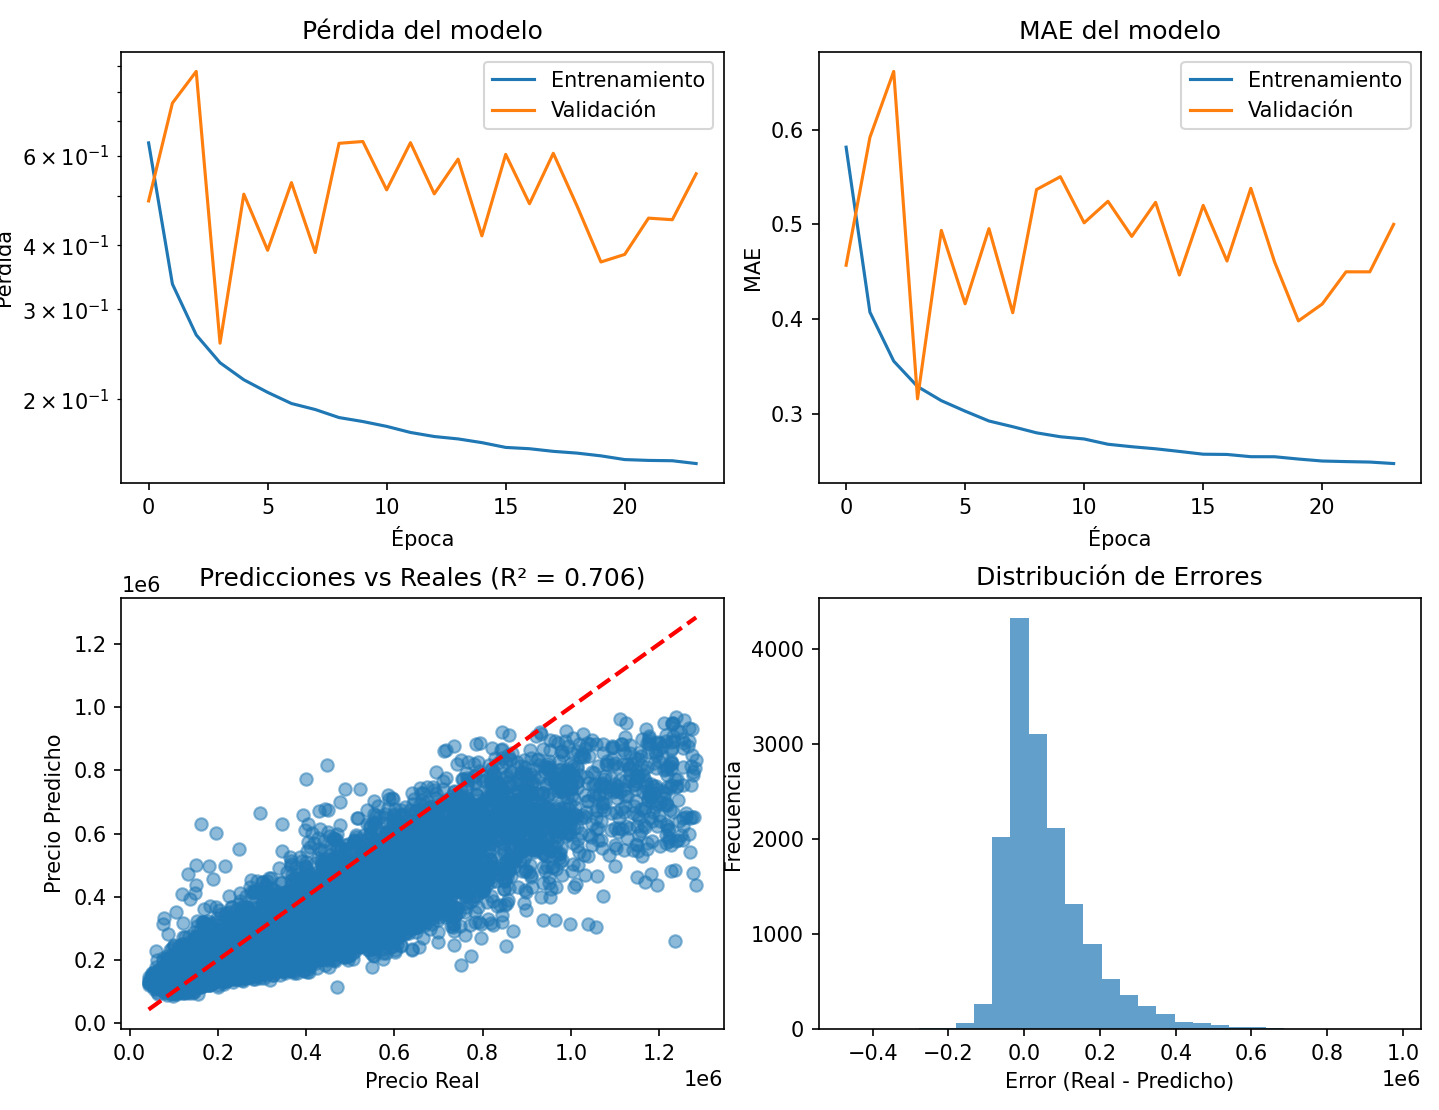 Pérdida del modelo
Entrenamiento
Validación
6 × 10⁻¹
4 × 10⁻¹
3 × 10⁻¹
2 × 10⁻¹
Pérdida
0 5 10 15 20
Época
MAE del modelo
Entrenamiento
Validación
0.6
0.5
0.4
0.3
MAE
0 5 10 15 20
Época
Predicciones vs Reales (R² = 0.706)
1e6
1.2
1.0
0.8
0.6
0.4
0.2
0.0
Precio Predicho
0.0 0.2 0.4 0.6 0.8 1.0 1.2
Precio Real
1e6
Distribución de Errores
4000
3000
2000
1000
0
Frecuencia
−0.4 −0.2 0.0 0.2 0.4 0.6 0.8 1.0
Error (Real - Predicho)
1e6